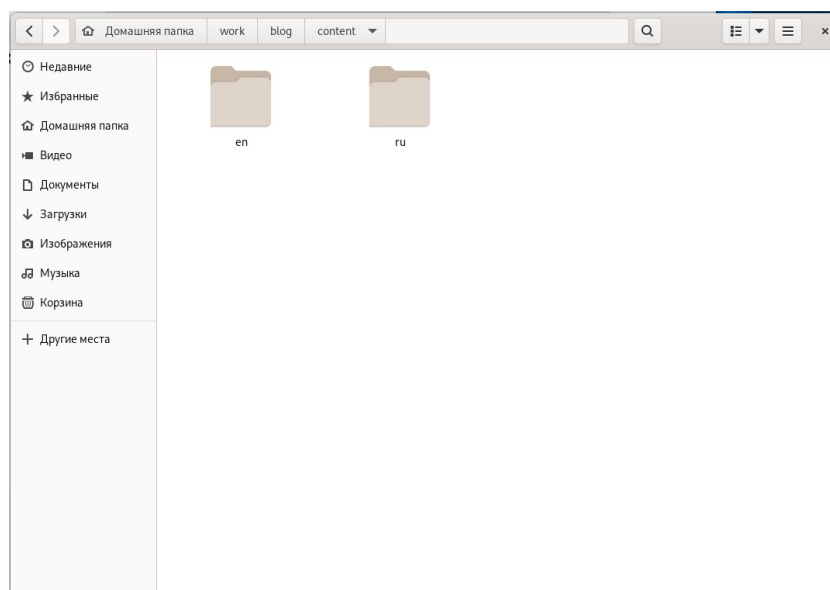 Домашняя папка work blog content
Недавние
Избранные
Домашняя папка
Видео
Документы
Загрузки
Изображения
Музыка
Корзина
Другие места
en ru